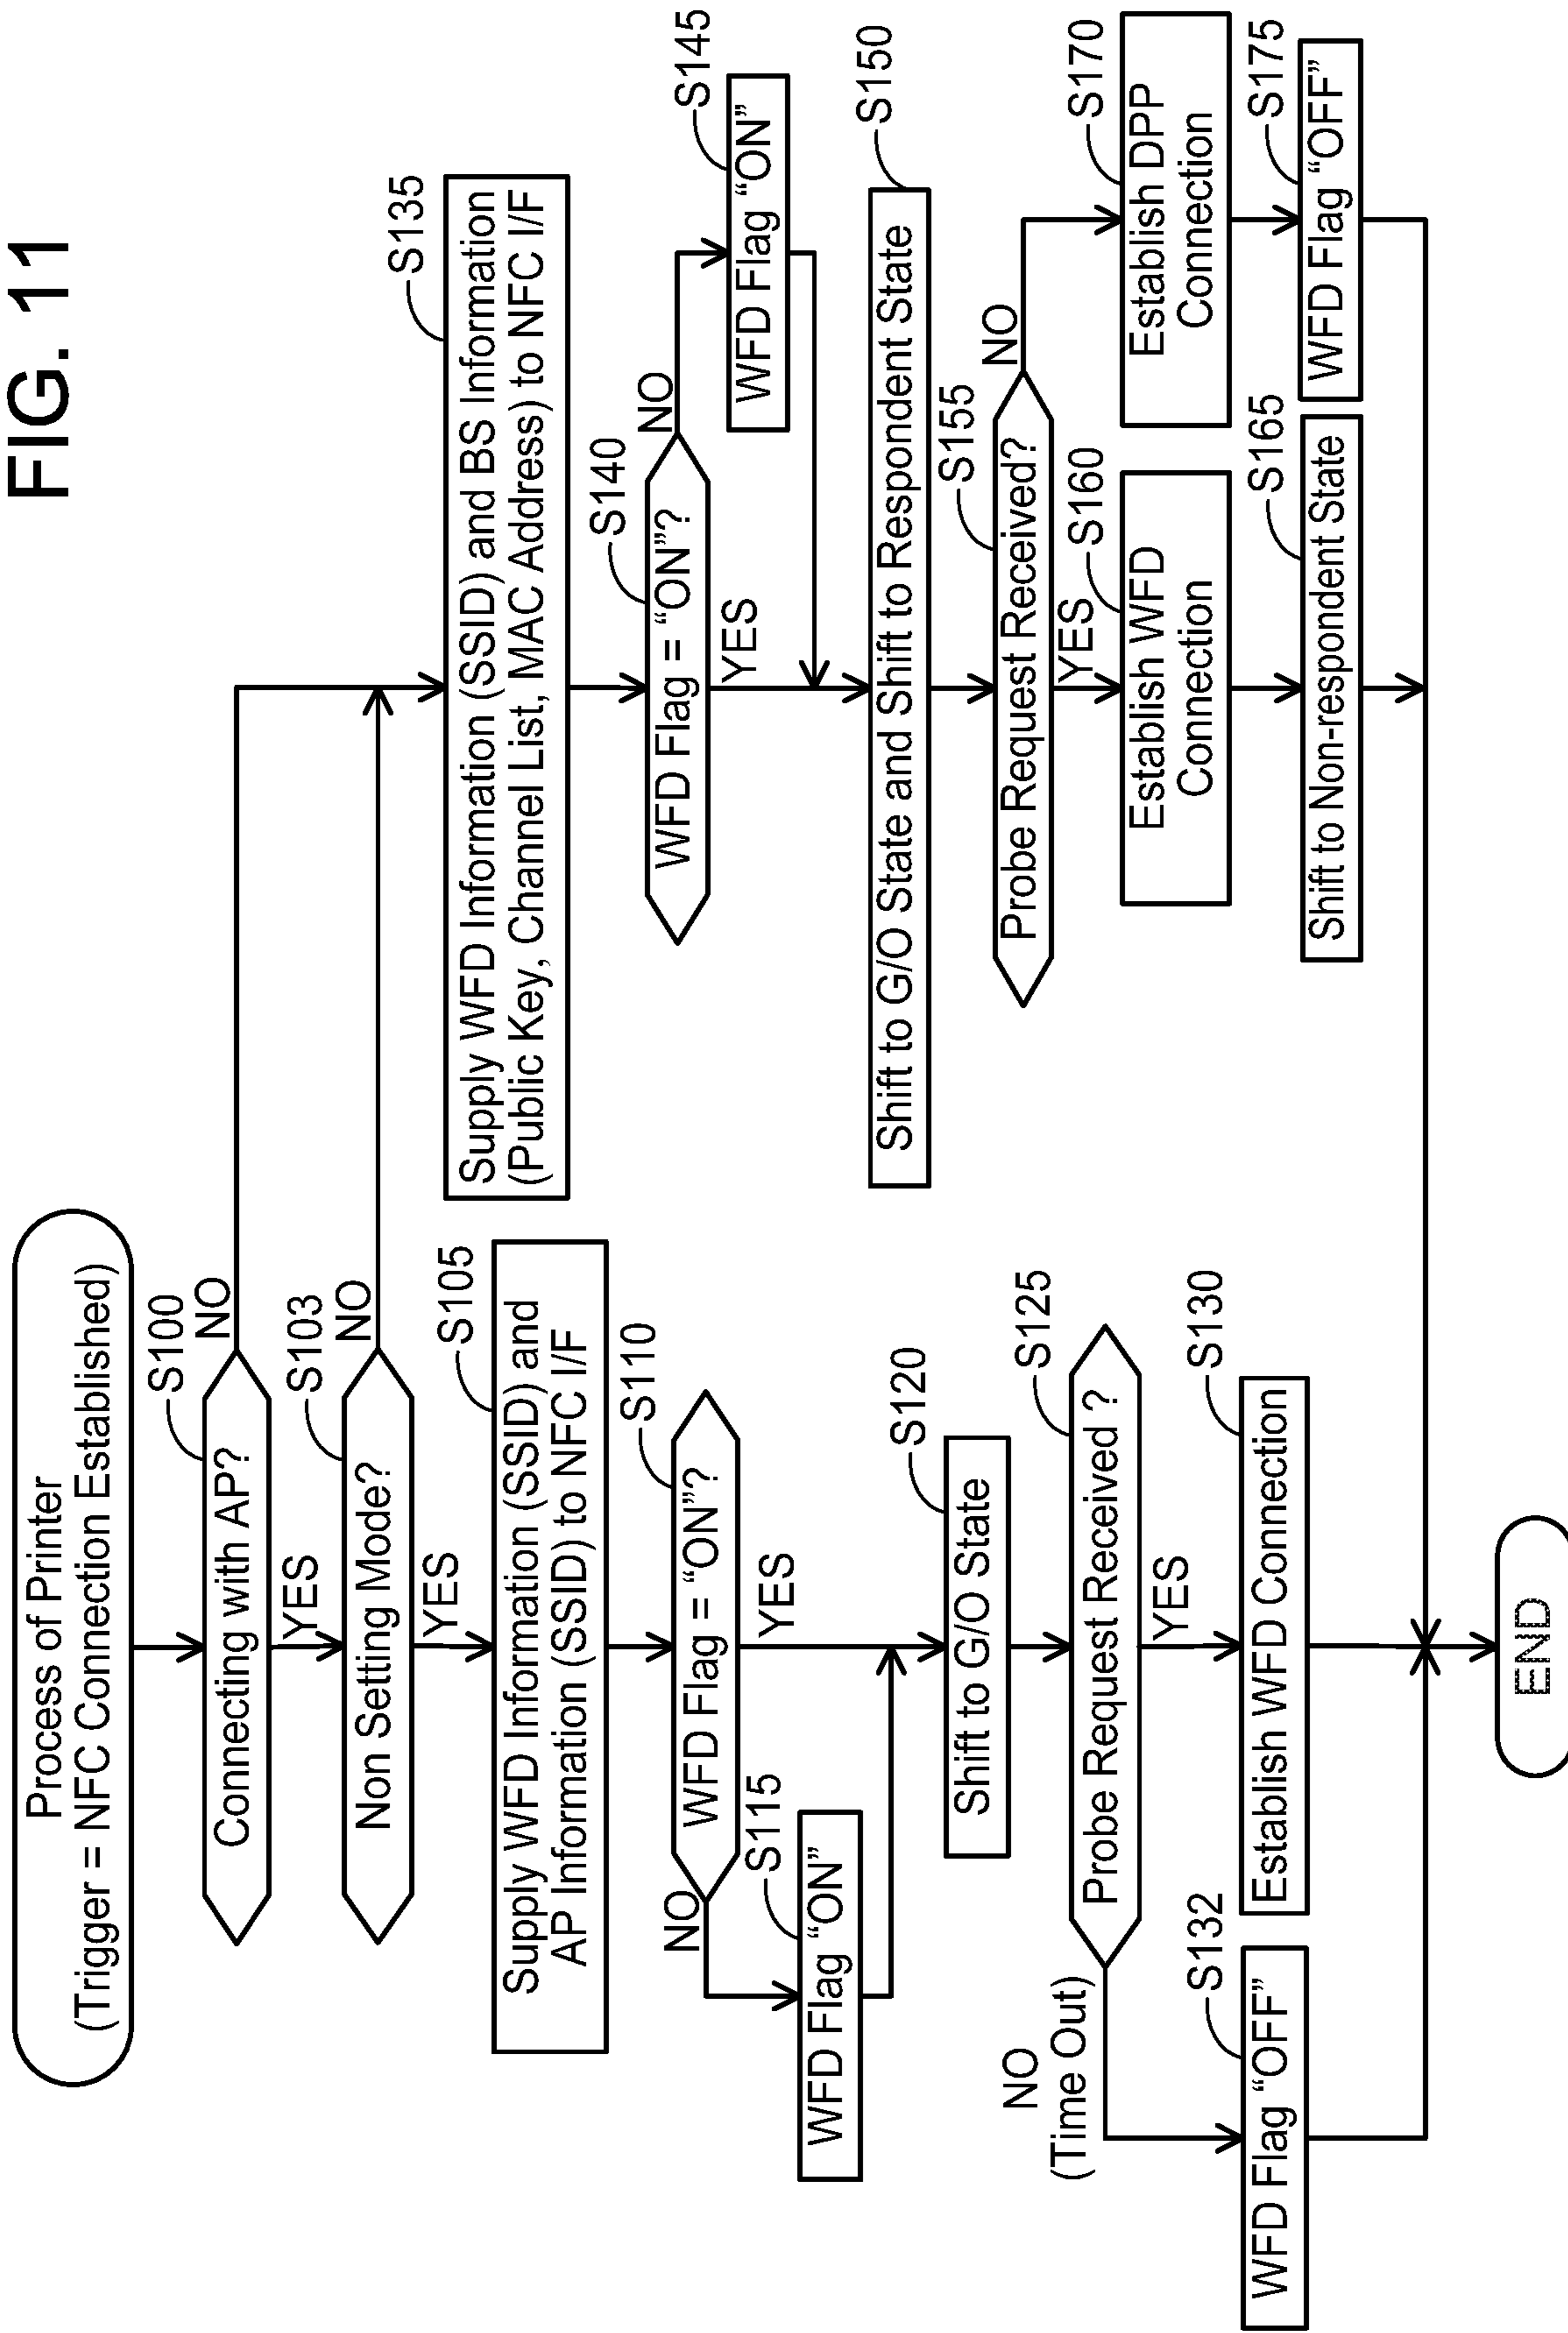 FIG. 11
Process of Printer
(Trigger = NFC Connection Established)
S100
Connecting with AP?
NO
YES
S103
Non Setting Mode?
NO
YES
S105
Supply WFD Information (SSID) and
AP Information (SSID) to NFC I/F
S110
WFD Flag = “ON”?
NO
YES
S115
WFD Flag “ON”
S120
Shift to G/O State
S125
Probe Request Received ?
NO
(Time Out)
YES
S132
WFD Flag “OFF”
S130
Establish WFD Connection
S135
Supply WFD Information (SSID) and BS Information
(Public Key, Channel List, MAC Address) to NFC I/F
S140
WFD Flag = “ON”?
NO
YES
S145
WFD Flag “ON”
S150
Shift to G/O State and Shift to Respondent State
S155
Probe Request Received?
NO
YES
S160
Establish WFD
Connection
S165
Shift to Non-respondent State
S170
Establish DPP
Connection
S175
WFD Flag “OFF”
END